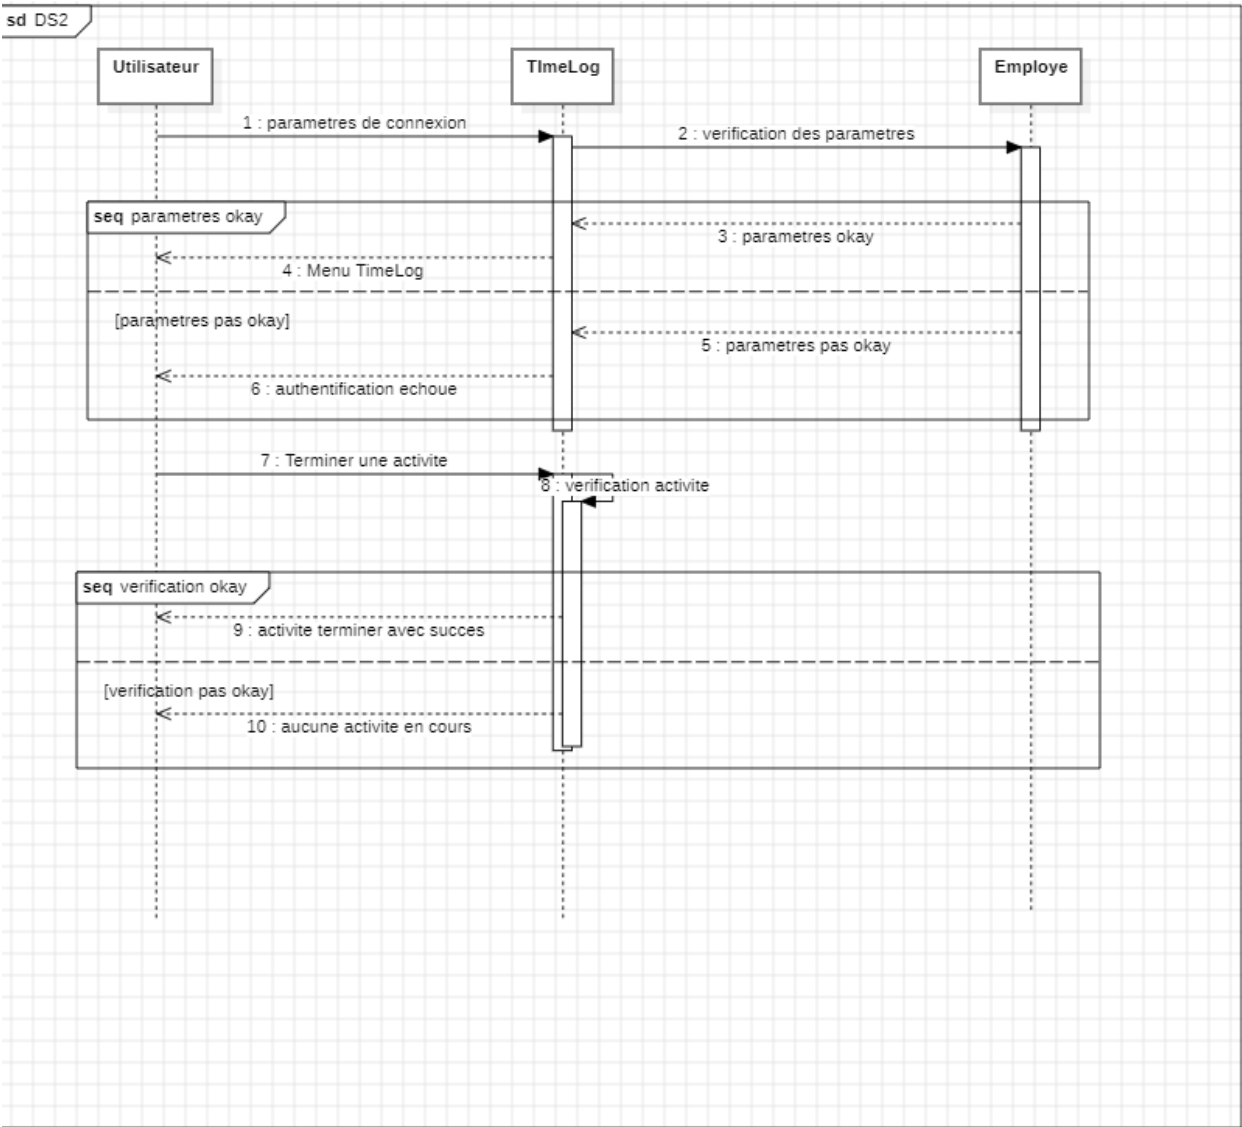 sd DS2
Utilisateur
TImeLog
Employe
1 : parametres de connexion
2 : verification des parametres
seq parametres okay
3 : parametres okay
4 : Menu TimeLog
[parametres pas okay]
5 : parametres pas okay
6 : authentification echoue
7 : Terminer une activite
8 : verification activite
seq verification okay
9 : activite terminer avec succes
[verification pas okay]
10 : aucune activite en cours